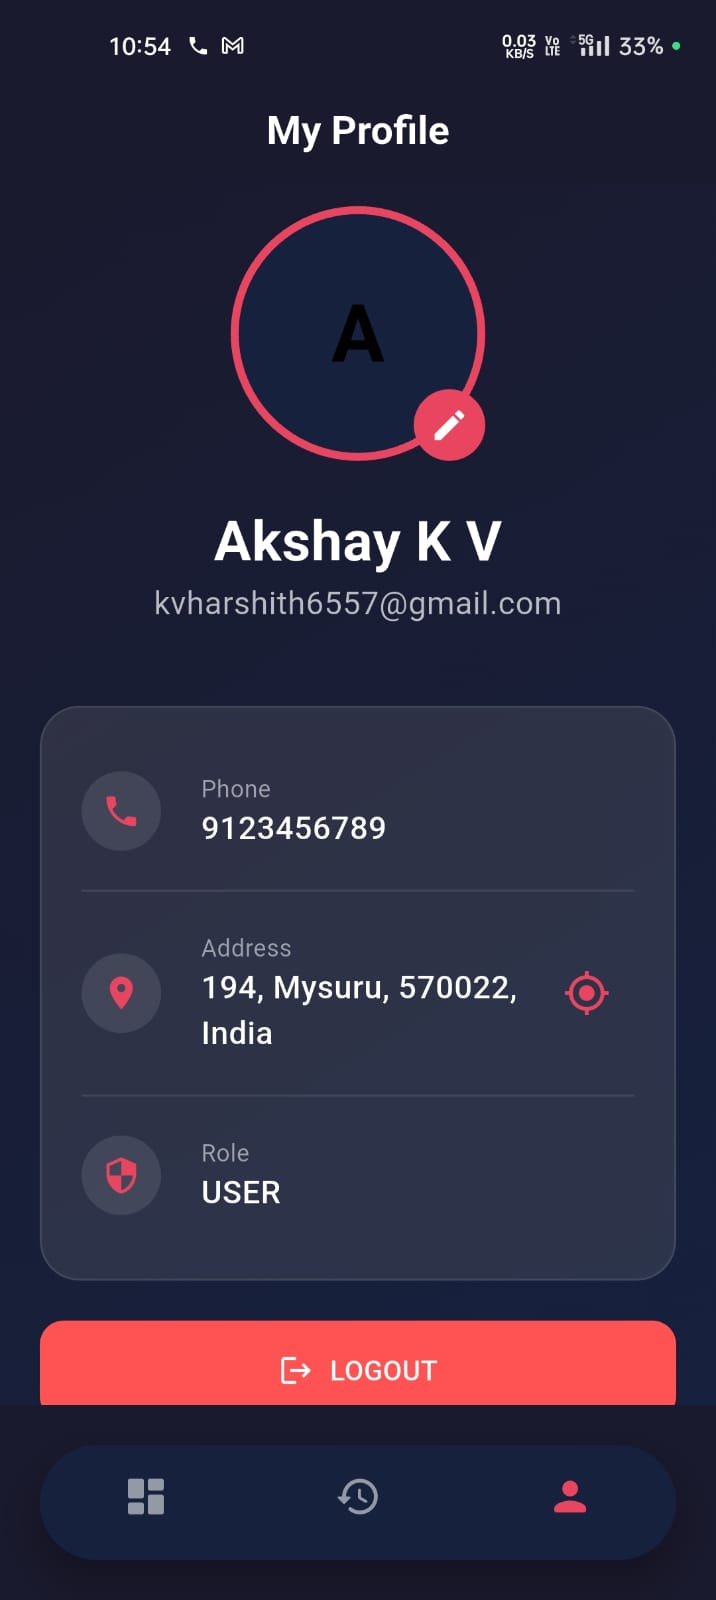 10:54
0.03 KB/S Vo LTE 5G 33%
My Profile
A
Akshay K V
kvharshith6557@gmail.com
Phone
9123456789
Address
194, Mysuru, 570022,
India
Role
USER
LOGOUT